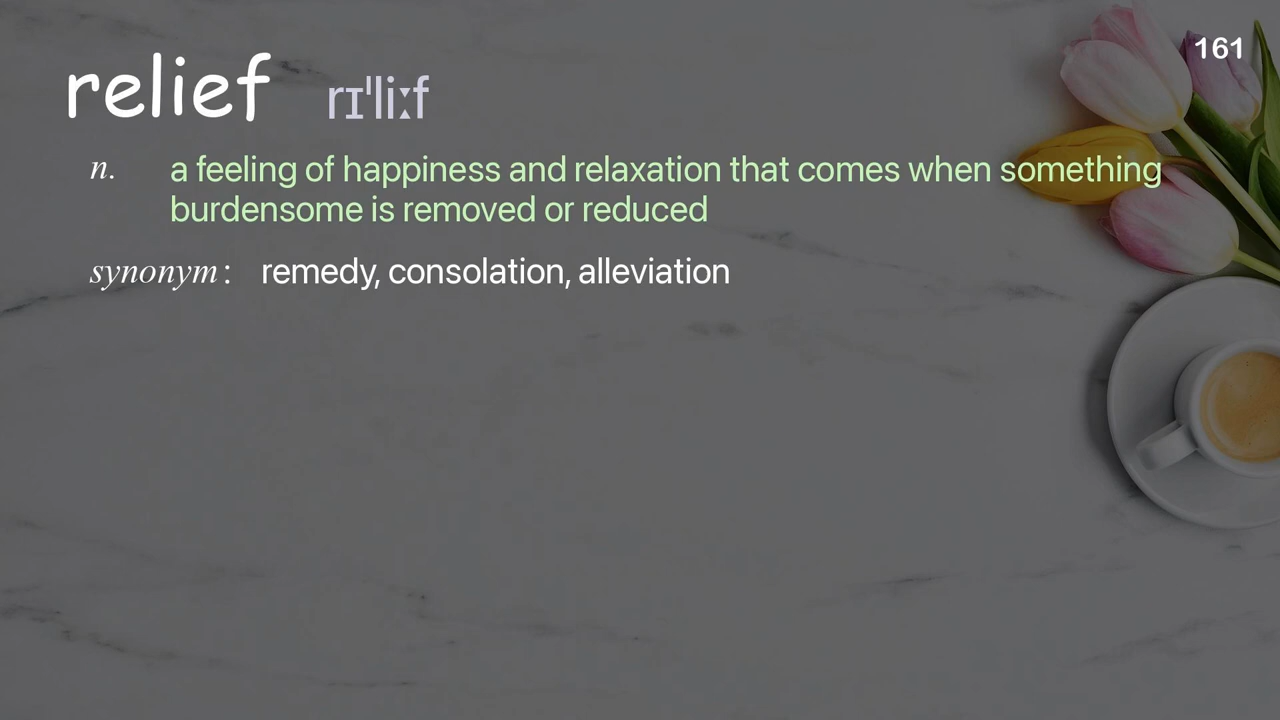 161
relief rɪˈliːf
n. a feeling of happiness and relaxation that comes when something
burdensome is removed or reduced
synonym: remedy, consolation, alleviation